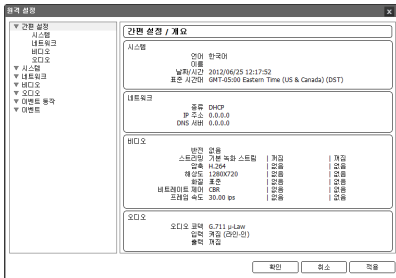 원격 설정
x
▼ 간편 설정
시스템
네트워크
비디오
오디오
▼ 시스템
▼ 네트워크
▼ 비디오
▼ 오디오
▼ 이벤트 동작
▼ 이벤트
간편 설정 / 개요
시스템
언어 한국어
이름
날짜/시간 2012/06/25 12:17:52
표준 시간대 GMT-05:00 Eastern Time (US & Canada) (DST)
네트워크
종류 DHCP
IP 주소 0.0.0.0
DNS 서버 0.0.0.0
비디오
반전 없음
스트리밍 기본 녹화 스트림 | 꺼짐 | 꺼짐
압축 H.264 | 없음 | 없음
해상도 1280X720 | 없음 | 없음
화질 표준 | 없음 | 없음
비트레이트 제어 CBR | 없음 | 없음
프레임 속도 30.00 ips | 없음 | 없음
오디오
오디오 코덱 G.711 μ-Law
입력 켜짐 (라인-인)
출력 꺼짐
확인 취소 적용